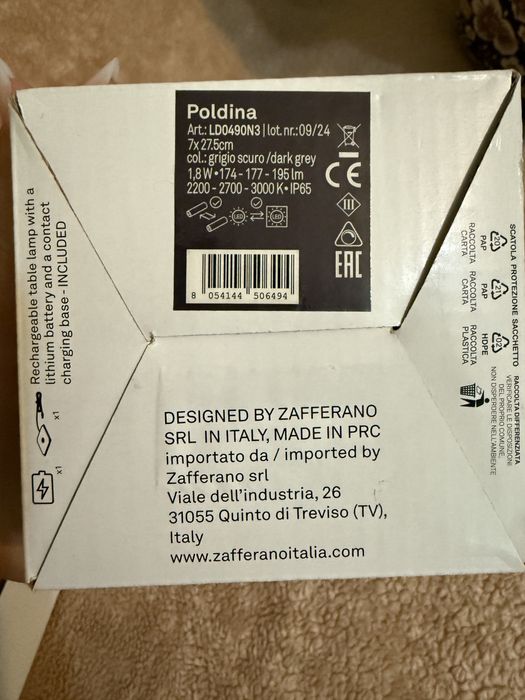 Poldina
Art.: LD0490N3 | lot.nr.: 09/24
7x27.5cm
col.: grigio scuro /dark grey
1,8 W • 174 - 177 - 195 lm
2200 - 2700 - 3000 K • IP65
CE
III
LED
LED
EAC
8 054144 506494
Rechargeable table lamp with a
lithium battery and a contact
charging base - INCLUDED
x1
x1
DESIGNED BY ZAFFERANO
SRL IN ITALY, MADE IN PRC
importato da / imported by
Zafferano srl
Viale dell'industria, 26
31055 Quinto di Treviso (TV),
Italy
www.zafferanoitalia.com
SCATOLA PROTEZIONE SACCHETTO
20
PAP
RACCOLTA
CARTA
21
PAP
RACCOLTA
CARTA
02
HDPE
RACCOLTA
PLASTICA
RACCOLTA DIFFERENZIATA
VERIFICARE LE DISPOSIZIONI
DEL PROPRIO COMUNE.
NON DISPERDERE NELL'AMBIENTE